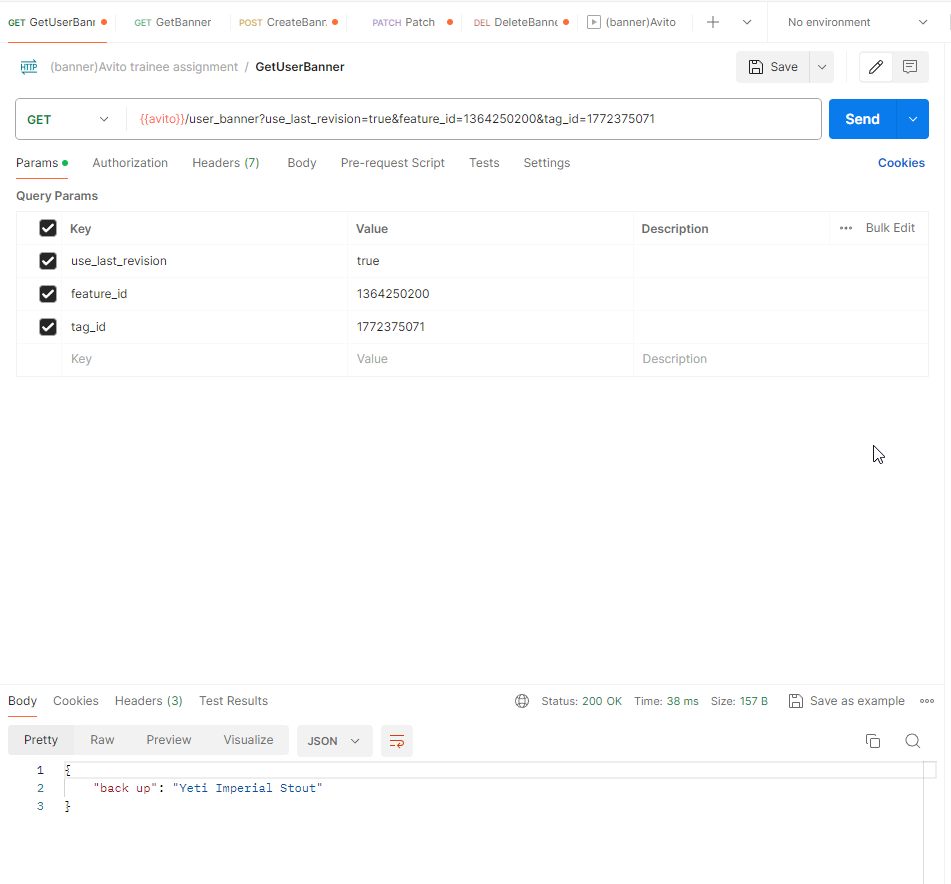 GET GetUserBanr GET GetBanner POST CreateBanr PATCH Patch DEL DeleteBanne (banner)Avito No environment
HTTP (banner)Avito trainee assignment / GetUserBanner Save
GET {{avito}}/user_banner?use_last_revision=true&feature_id=1364250200&tag_id=1772375071 Send
Params Authorization Headers (7) Body Pre-request Script Tests Settings Cookies
Query Params
Key Value Description ••• Bulk Edit
use_last_revision true
feature_id 1364250200
tag_id 1772375071
Key Value Description
Body Cookies Headers (3) Test Results Status: 200 OK Time: 38 ms Size: 157 B Save as example
Pretty Raw Preview Visualize JSON
1 {
2 "back up": "Yeti Imperial Stout"
3 }